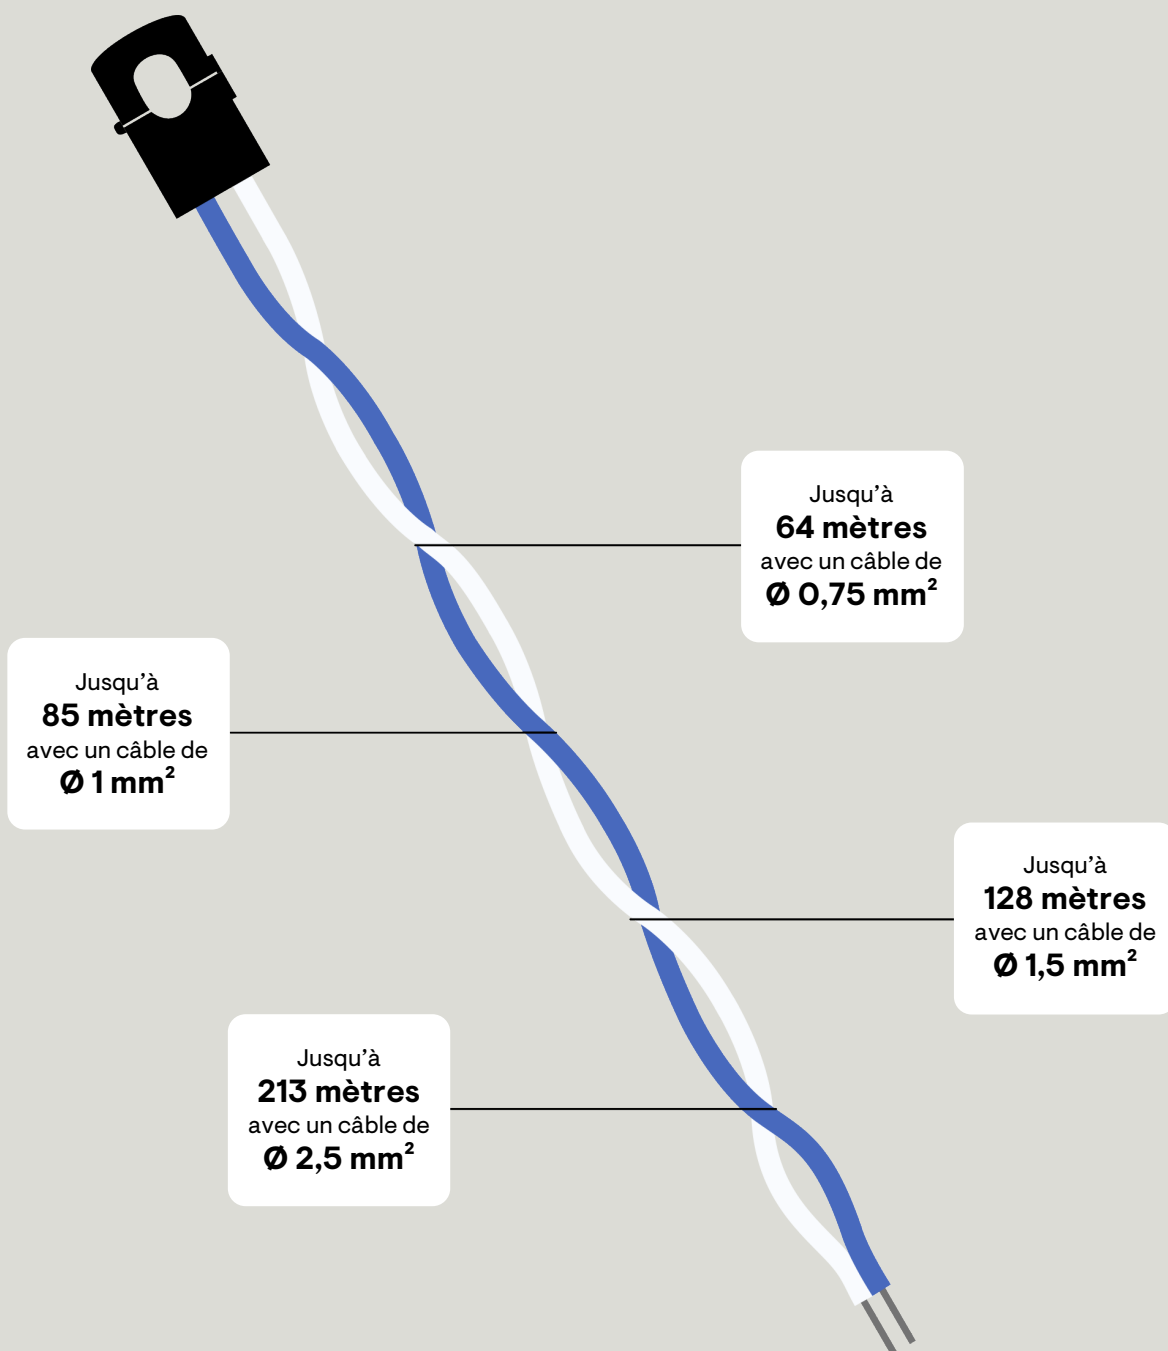 Jusqu’à
64 mètres
avec un câble de
Ø 0,75 mm²
Jusqu’à
85 mètres
avec un câble de
Ø 1 mm²
Jusqu’à
128 mètres
avec un câble de
Ø 1,5 mm²
Jusqu’à
213 mètres
avec un câble de
Ø 2,5 mm²